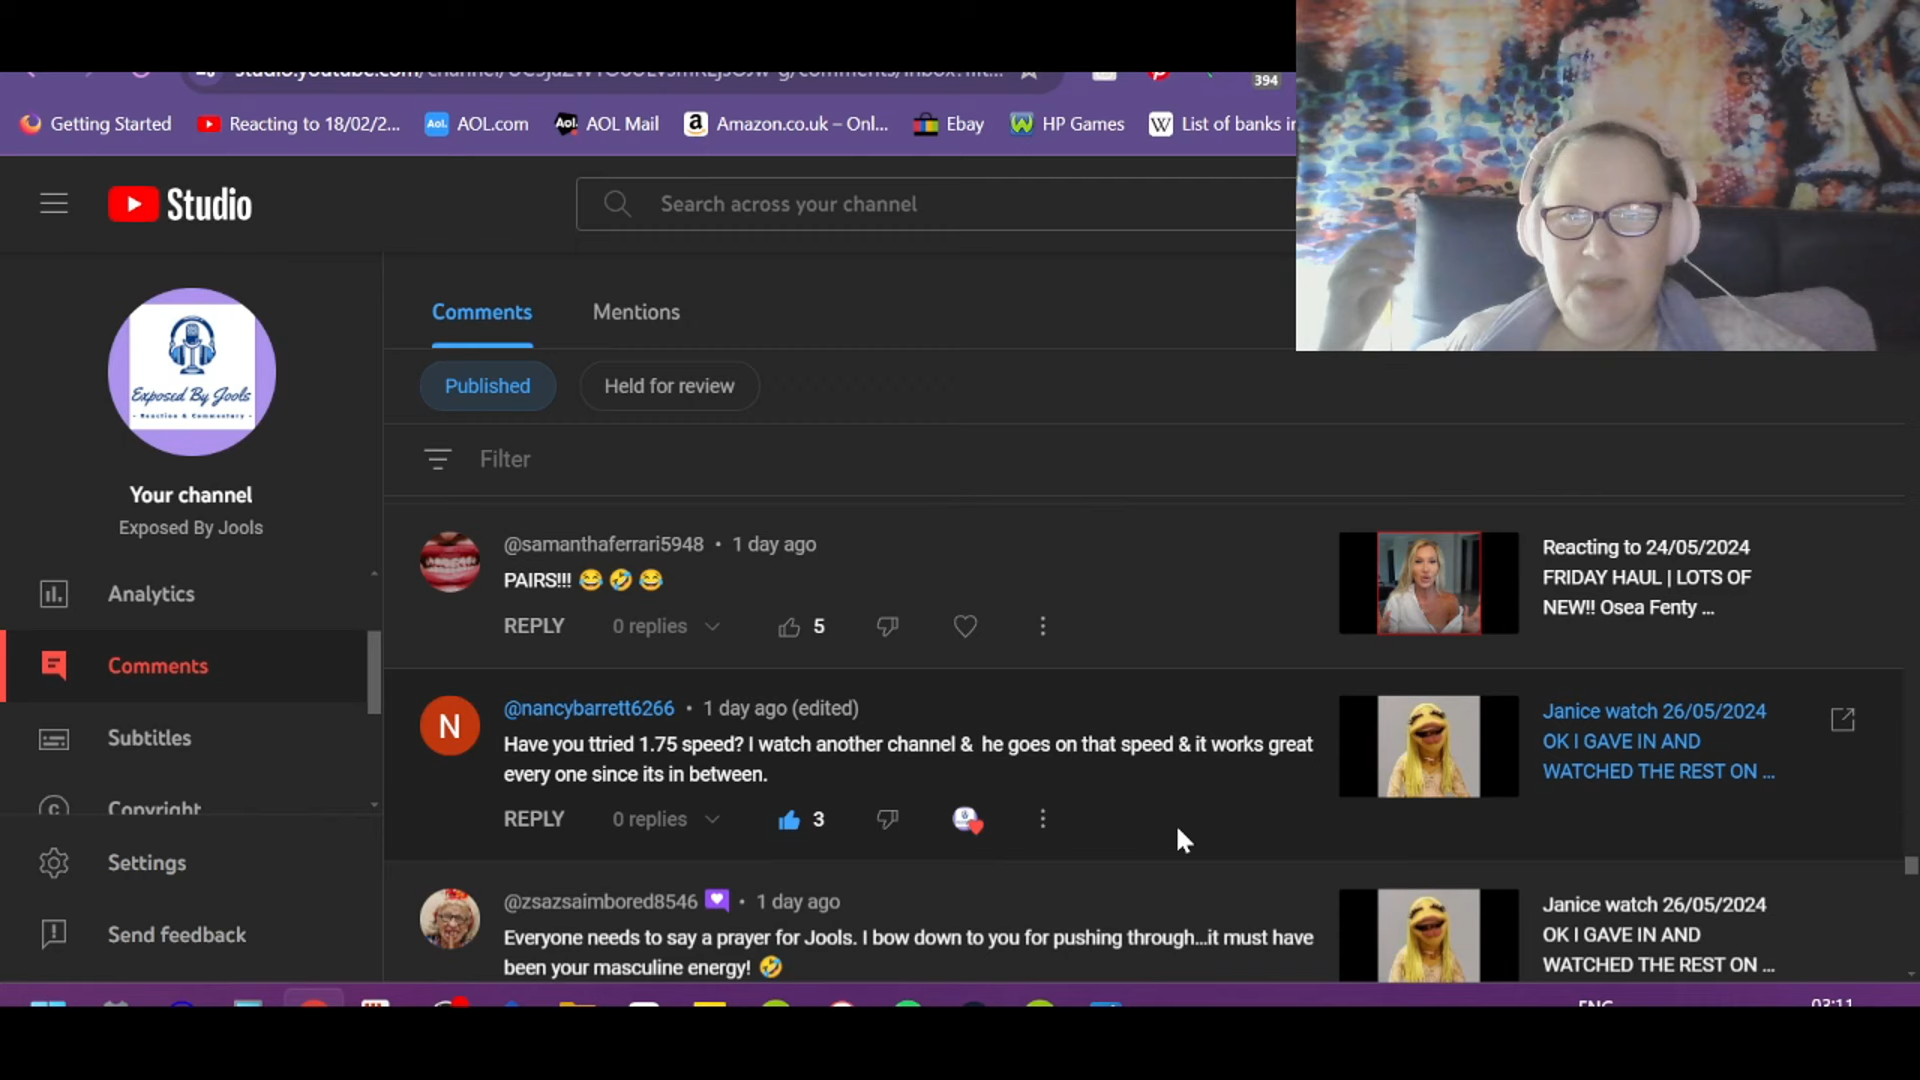 394
Getting Started
Reacting to 18/02/2...
Aol.
AOL.com
Aol.
AOL Mail
Amazon.co.uk – Onl...
Ebay
HP Games
W
List of banks in
Studio
Search across your channel
Exposed By Jools
- Reaction & Commentary -
Your channel
Exposed By Jools
Analytics
Comments
Subtitles
Copyright
Settings
Send feedback
Comments
Mentions
Published
Held for review
Filter
@samanthaferrari5948 • 1 day ago
PAIRS!!! 😂 🤣 😂
REPLY
0 replies
5
Reacting to 24/05/2024
FRIDAY HAUL | LOTS OF
NEW!! Osea Fenty ...
N
@nancybarrett6266 • 1 day ago (edited)
Have you ttried 1.75 speed? I watch another channel & he goes on that speed & it works great
every one since its in between.
REPLY
0 replies
3
Janice watch 26/05/2024
OK I GAVE IN AND
WATCHED THE REST ON ...
@zsazsaimbored8546 • 1 day ago
Everyone needs to say a prayer for Jools. I bow down to you for pushing through...it must have
been your masculine energy! 🤣
Janice watch 26/05/2024
OK I GAVE IN AND
WATCHED THE REST ON ...
ENG
03:11